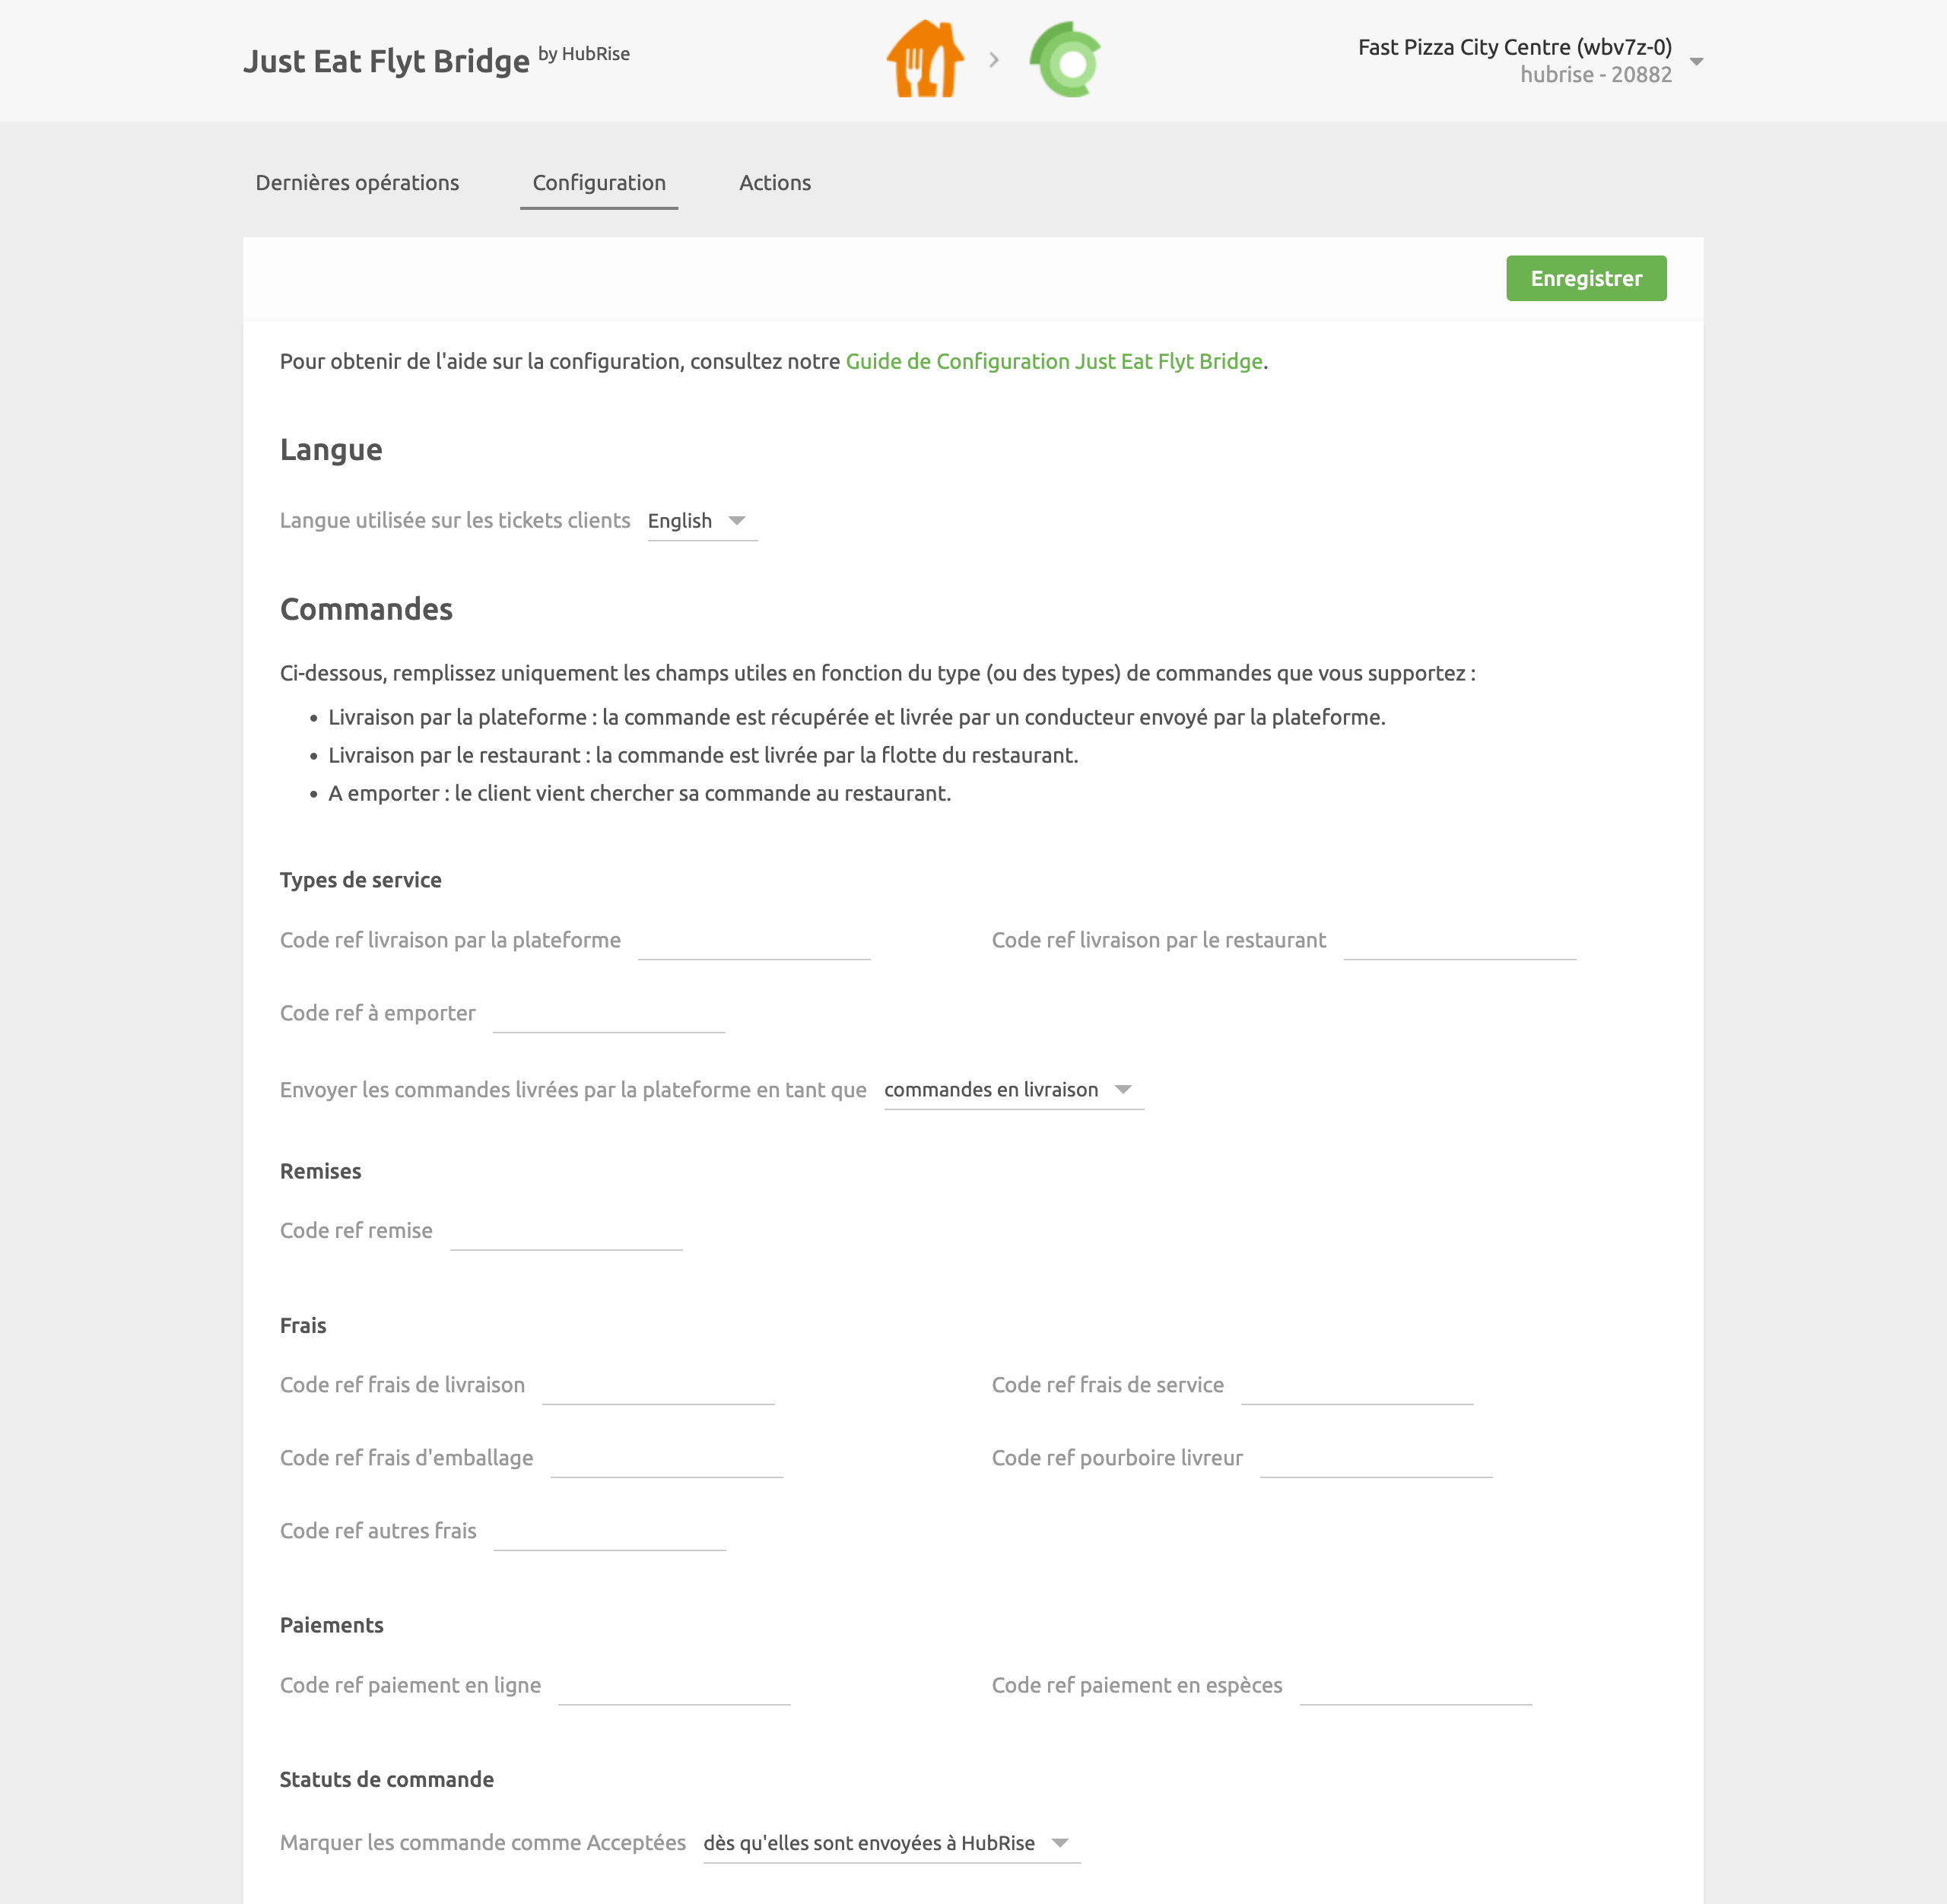 Just Eat Flyt Bridge by HubRise
Fast Pizza City Centre (wbv7z-0)
hubrise - 20882
Dernières opérations
Configuration
Actions
Enregistrer
Pour obtenir de l'aide sur la configuration, consultez notre Guide de Configuration Just Eat Flyt Bridge.
Langue
Langue utilisée sur les tickets clients English
Commandes
Ci-dessous, remplissez uniquement les champs utiles en fonction du type (ou des types) de commandes que vous supportez :
• Livraison par la plateforme : la commande est récupérée et livrée par un conducteur envoyé par la plateforme.
• Livraison par le restaurant : la commande est livrée par la flotte du restaurant.
• A emporter : le client vient chercher sa commande au restaurant.
Types de service
Code ref livraison par la plateforme
Code ref livraison par le restaurant
Code ref à emporter
Envoyer les commandes livrées par la plateforme en tant que commandes en livraison
Remises
Code ref remise
Frais
Code ref frais de livraison
Code ref frais de service
Code ref frais d'emballage
Code ref pourboire livreur
Code ref autres frais
Paiements
Code ref paiement en ligne
Code ref paiement en espèces
Statuts de commande
Marquer les commande comme Acceptées dès qu'elles sont envoyées à HubRise